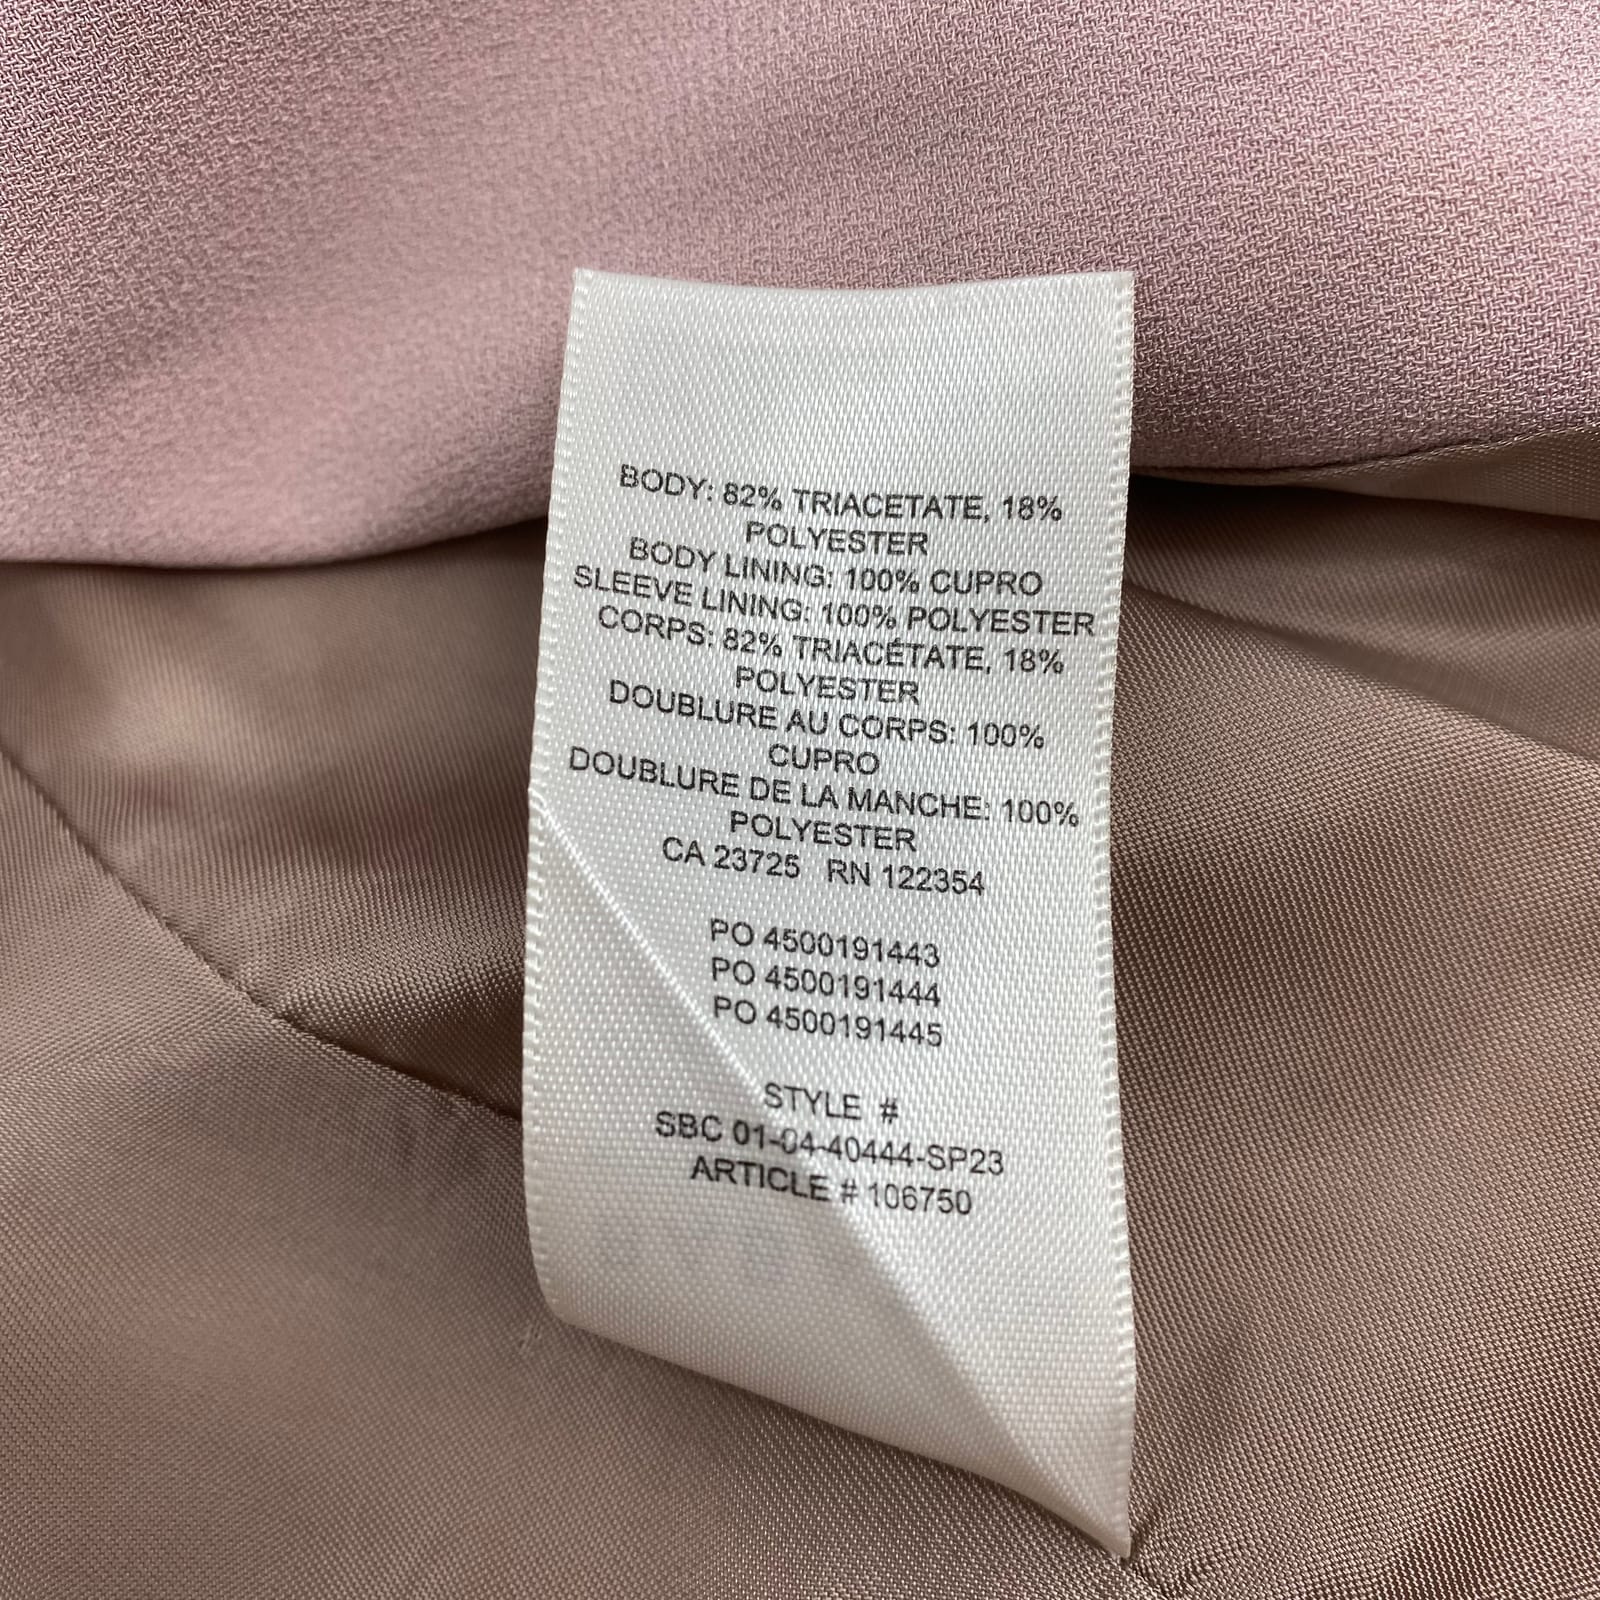 BODY: 82% TRIACETATE, 18%
POLYESTER
BODY LINING: 100% CUPRO
SLEEVE LINING: 100% POLYESTER
CORPS: 82% TRIACÉTATE, 18%
POLYESTER
DOUBLURE AU CORPS: 100%
CUPRO
DOUBLURE DE LA MANCHE: 100%
POLYESTER
CA 23725 RN 122354
PO 4500191443
PO 4500191444
PO 4500191445
STYLE #
SBC 01-04-40444-SP23
ARTICLE # 106750